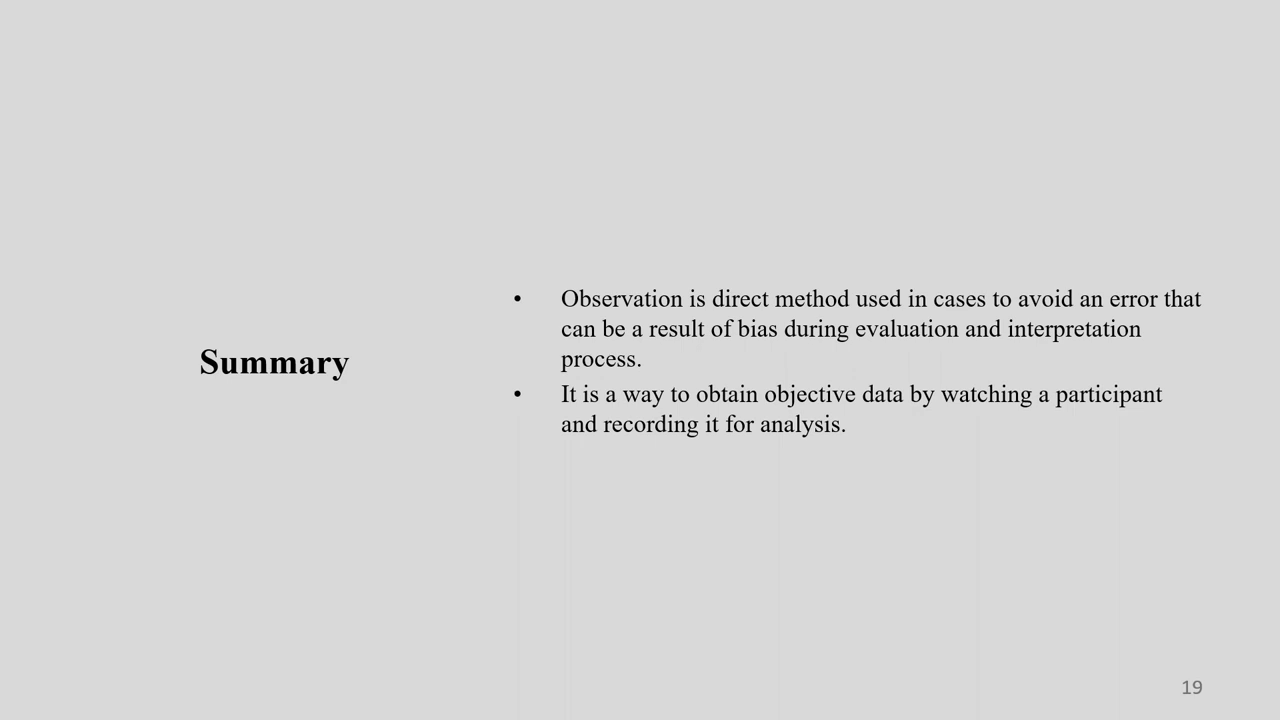 Summary
• Observation is direct method used in cases to avoid an error that
can be a result of bias during evaluation and interpretation
process.
• It is a way to obtain objective data by watching a participant
and recording it for analysis.
19